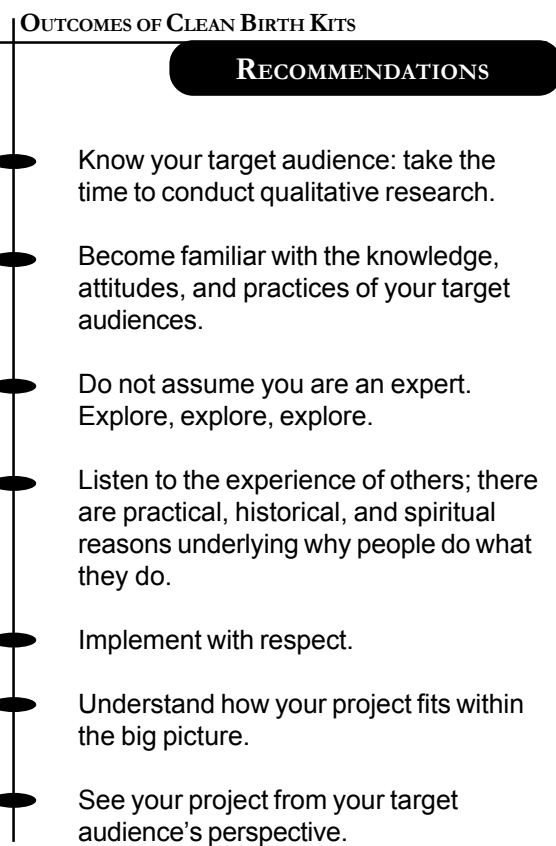 Outcomes of Clean Birth Kits
Recommendations
Know your target audience: take the
time to conduct qualitative research.
Become familiar with the knowledge,
attitudes, and practices of your target
audiences.
Do not assume you are an expert.
Explore, explore, explore.
Listen to the experience of others; there
are practical, historical, and spiritual
reasons underlying why people do what
they do.
Implement with respect.
Understand how your project fits within
the big picture.
See your project from your target
audience's perspective.